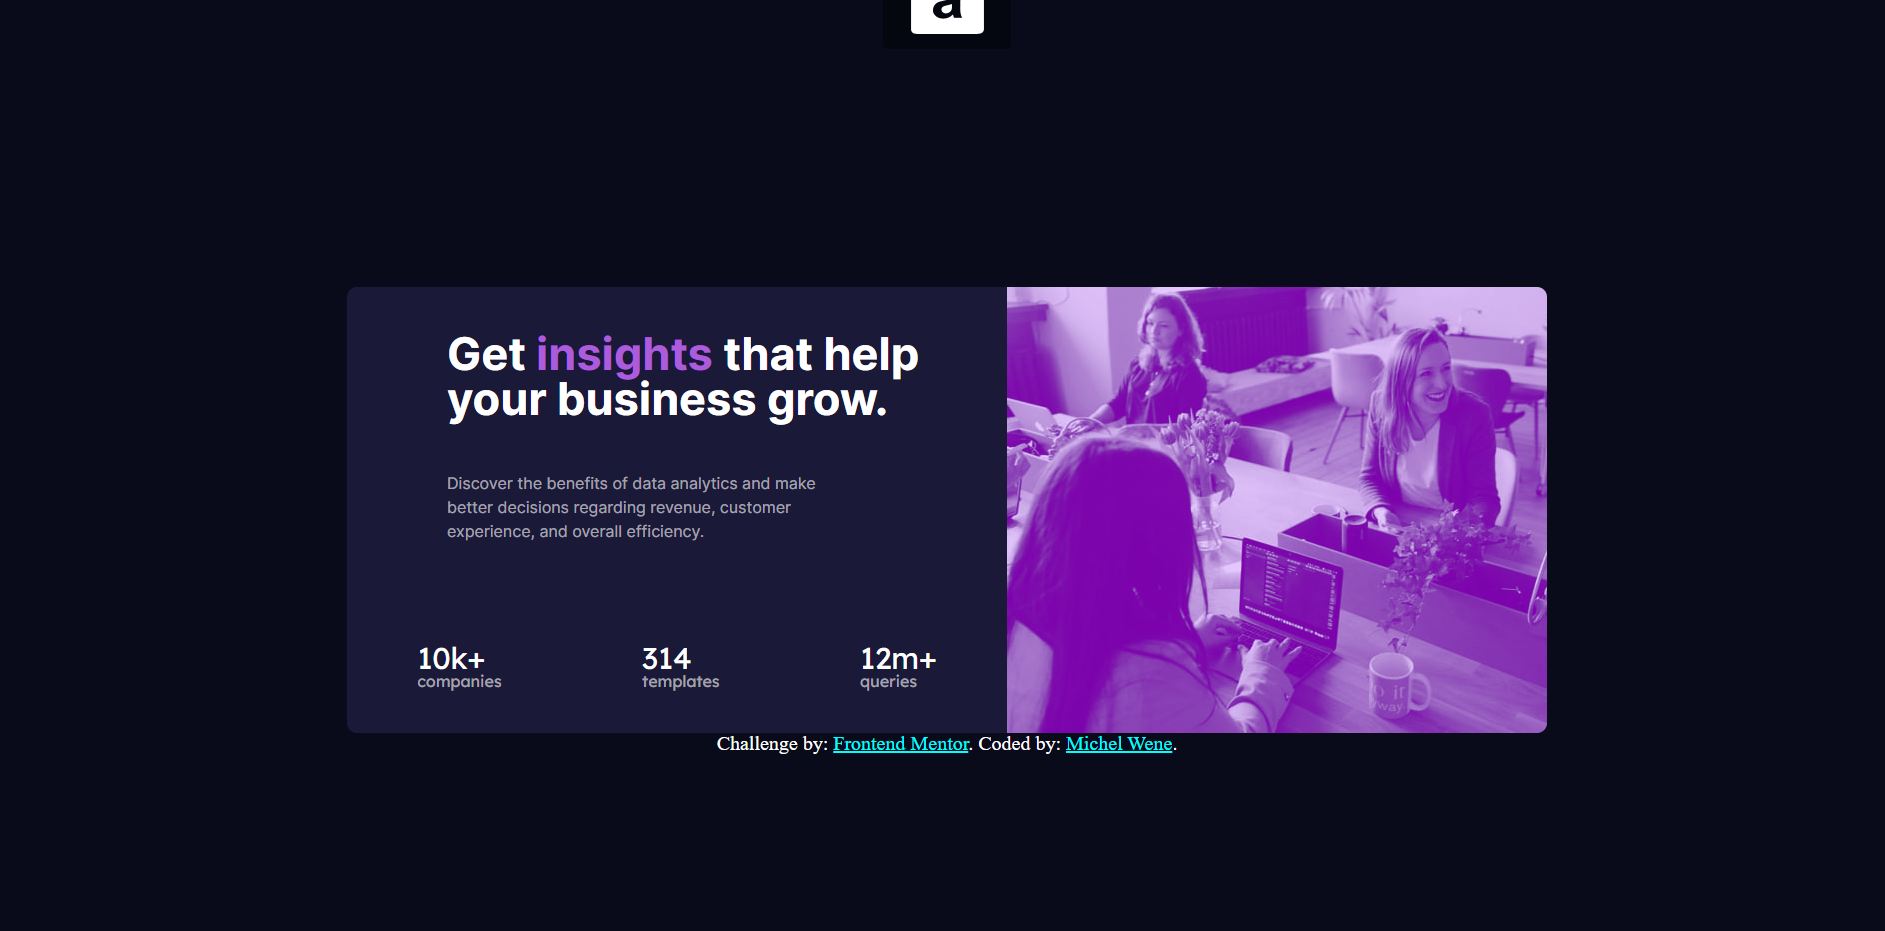 a
Get insights that help
your business grow.
Discover the benefits of data analytics and make
better decisions regarding revenue, customer
experience, and overall efficiency.
10k+ 314 12m+
companies templates queries
Challenge by: Frontend Mentor. Coded by: Michel Wene.